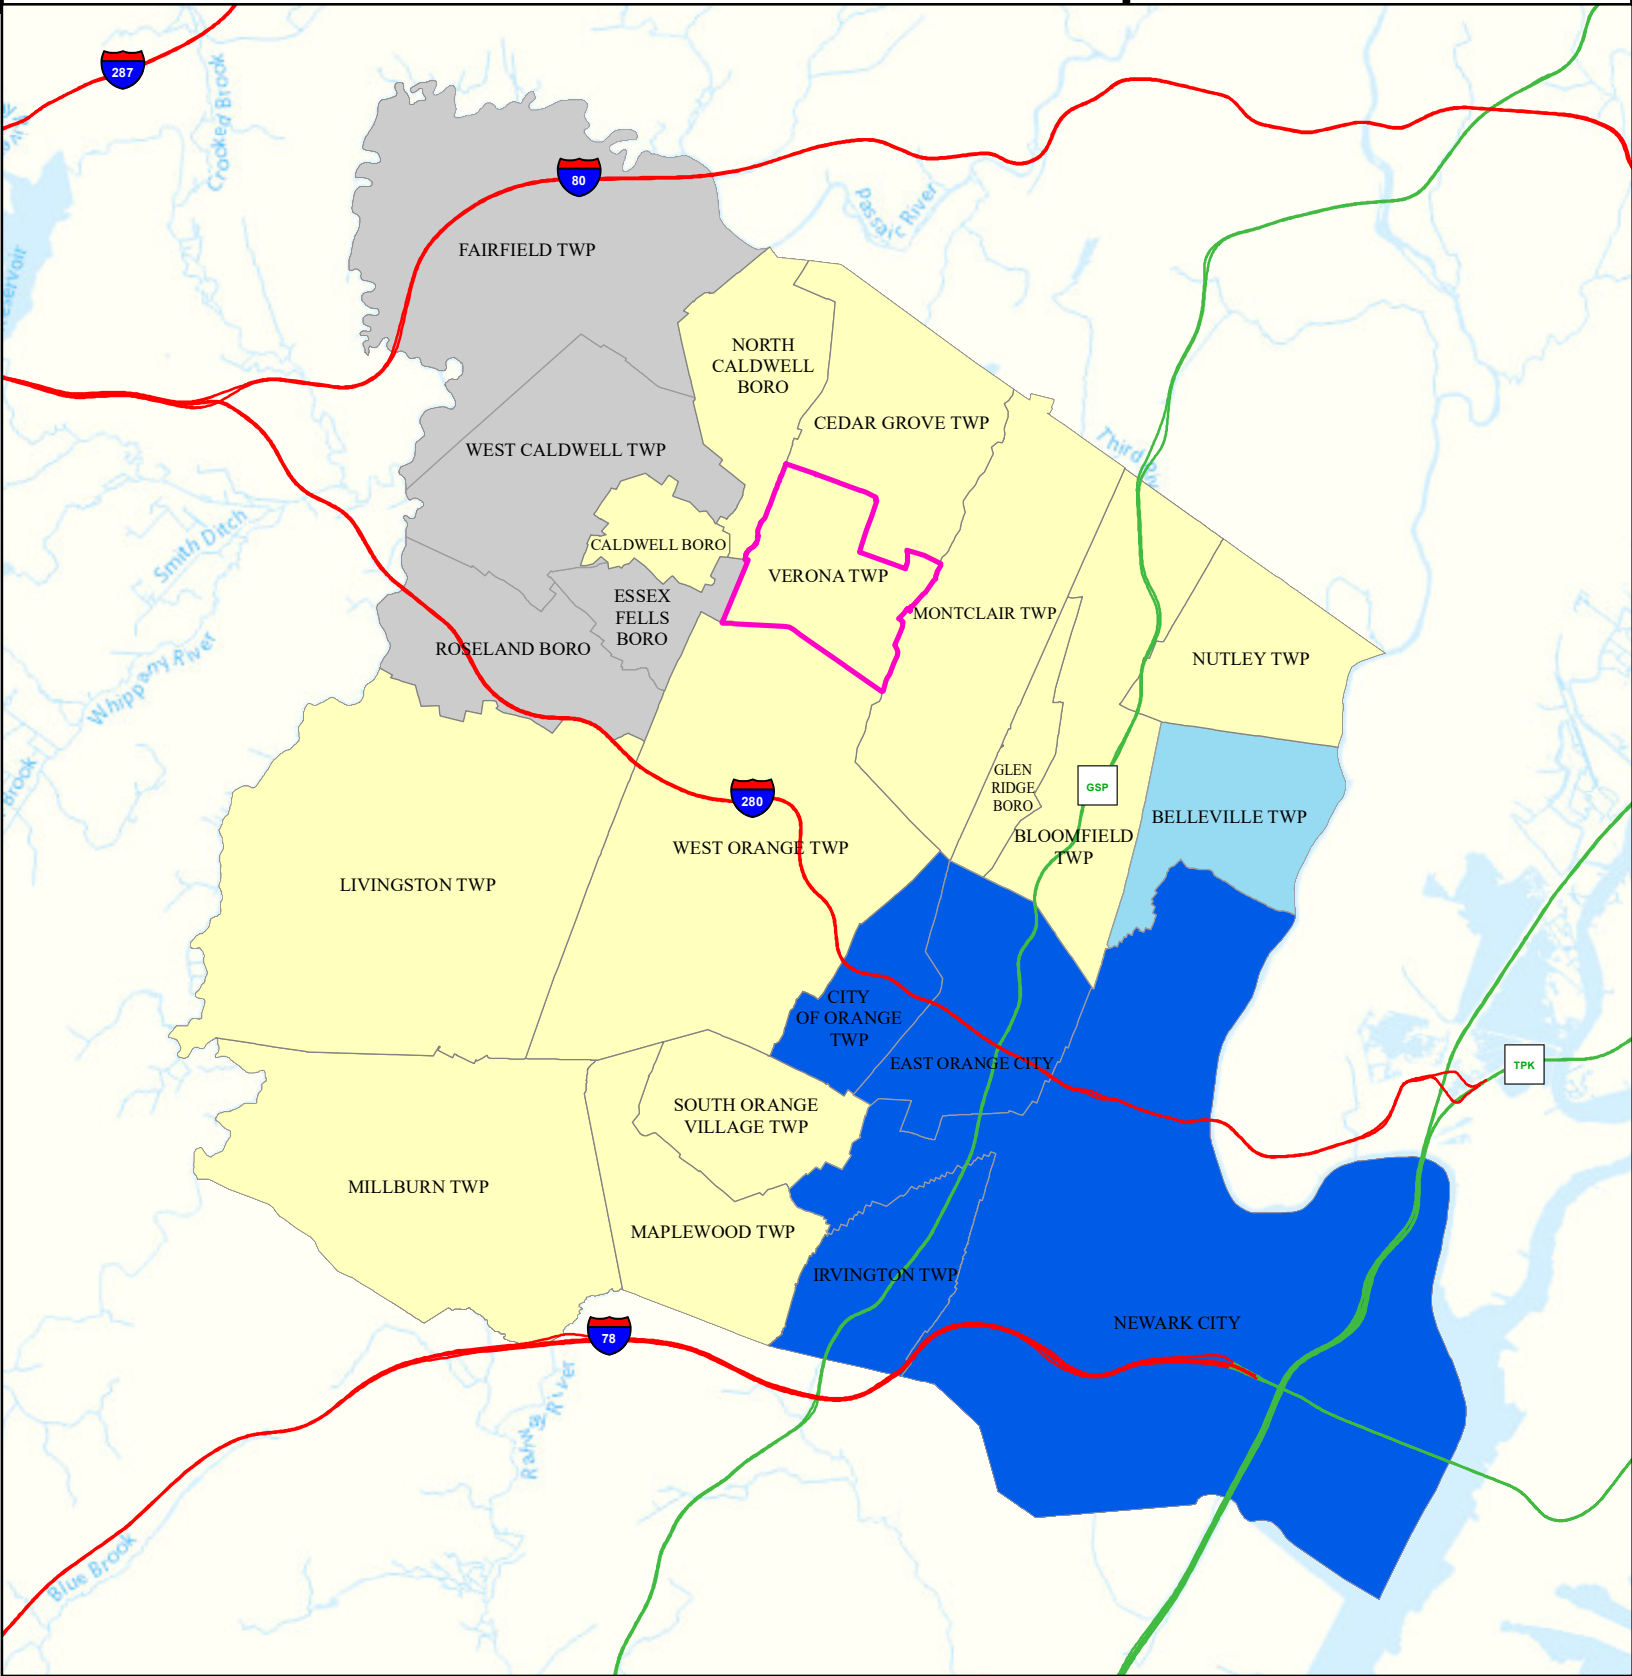 287
Crooked Brook
80
Passaic River
FAIRFIELD TWP
NORTH
CALDWELL
BORO
CEDAR GROVE TWP
WEST CALDWELL TWP
Third
Smith Ditch
CALDWELL BORO
VERONA TWP
ESSEX
FELLS
BORO
MONTCLAIR TWP
ROSELAND BORO
NUTLEY TWP
Whippany River
Brook
GLEN
RIDGE
BORO
GSP
280
BELLEVILLE TWP
BLOOMFIELD
TWP
WEST ORANGE TWP
LIVINGSTON TWP
CITY
OF ORANGE
TWP
EAST ORANGE CITY
TPK
SOUTH ORANGE
VILLAGE TWP
MILLBURN TWP
MAPLEWOOD TWP
IRVINGTON TWP
NEWARK CITY
78
River
Blue Brook